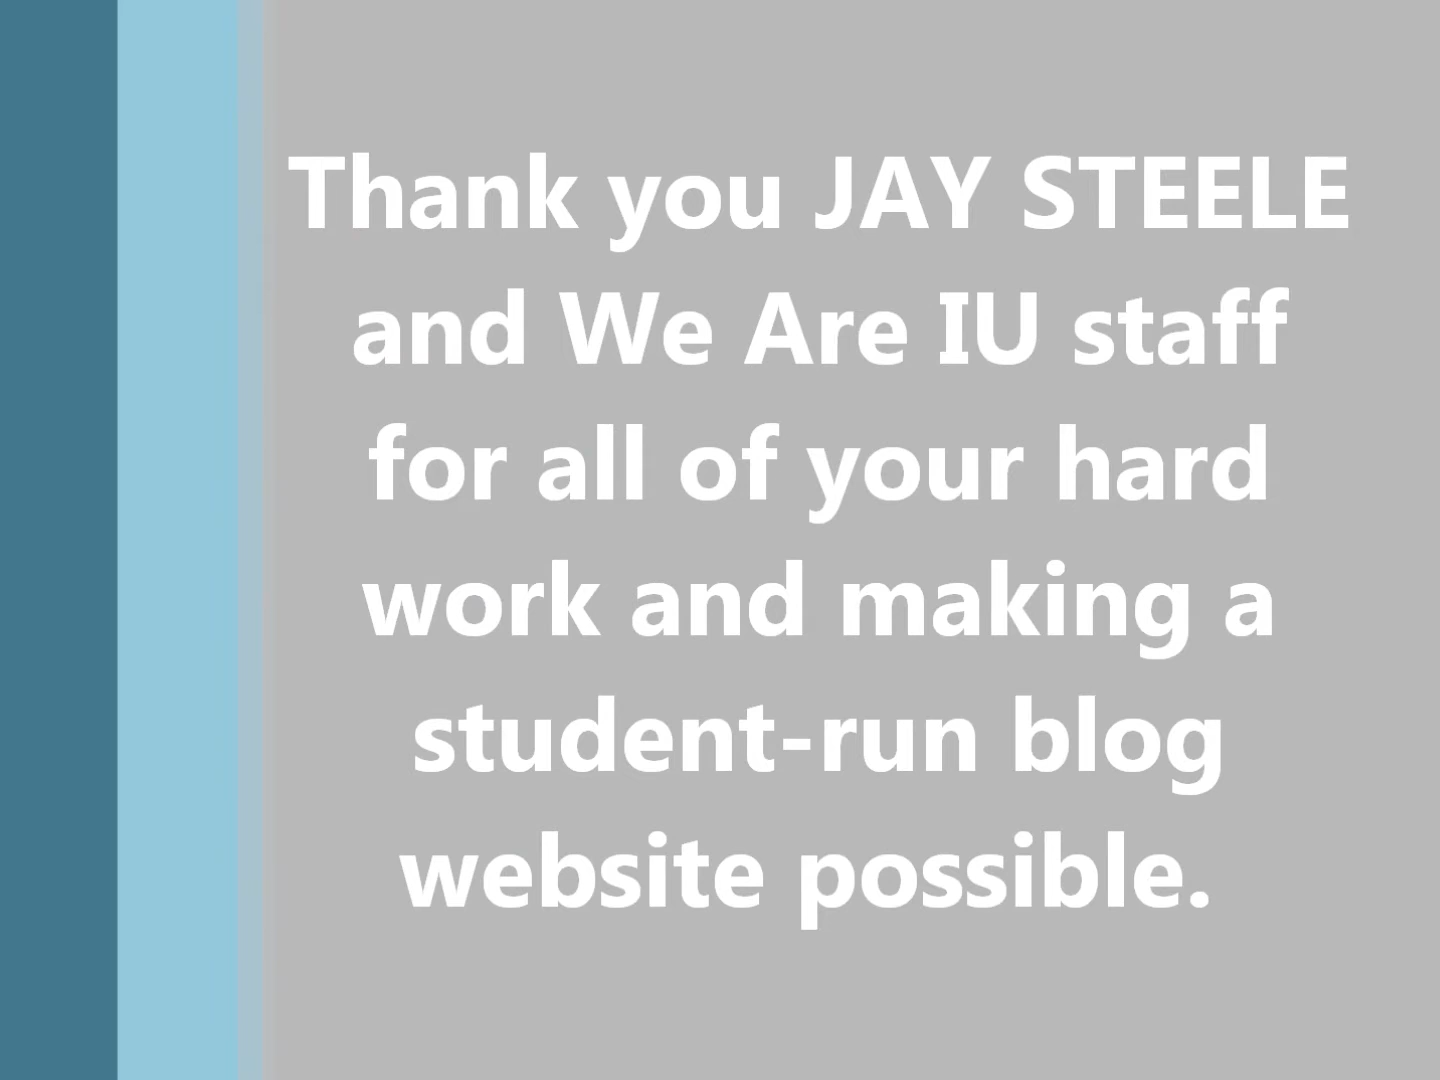 Thank you JAY STEELE
and We Are IU staff
for all of your hard
work and making a
student-run blog
website possible.